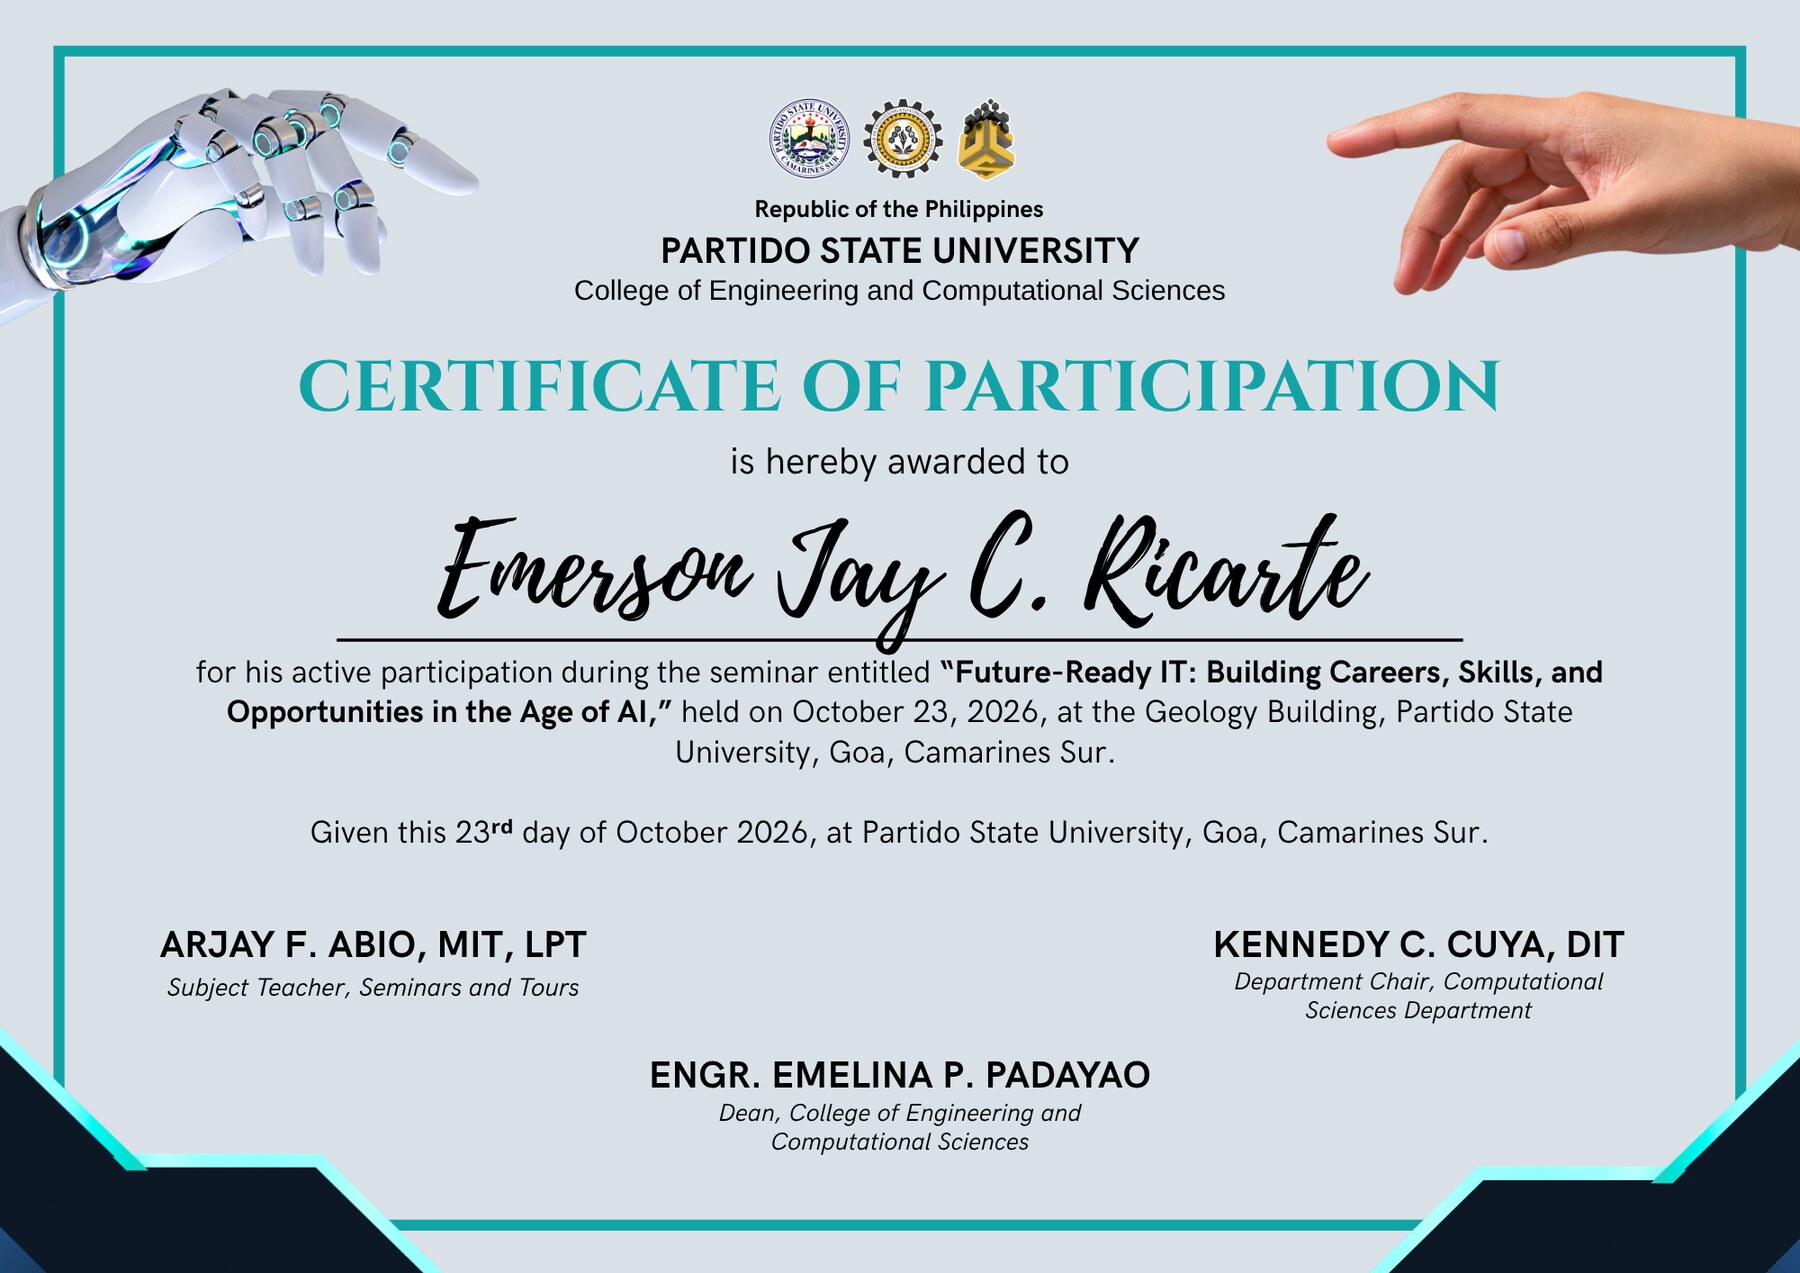 PARTIDO STATE UNIVERSITY
CAMARINES SUR
Republic of the Philippines
PARTIDO STATE UNIVERSITY
College of Engineering and Computational Sciences
CERTIFICATE OF PARTICIPATION
is hereby awarded to
Emerson Jay C. Ricarte
for his active participation during the seminar entitled “Future-Ready IT: Building Careers, Skills, and
Opportunities in the Age of AI,” held on October 23, 2026, at the Geology Building, Partido State
University, Goa, Camarines Sur.
Given this 23rd day of October 2026, at Partido State University, Goa, Camarines Sur.
ARJAY F. ABIO, MIT, LPT
Subject Teacher, Seminars and Tours
KENNEDY C. CUYA, DIT
Department Chair, Computational
Sciences Department
ENGR. EMELINA P. PADAYAO
Dean, College of Engineering and
Computational Sciences